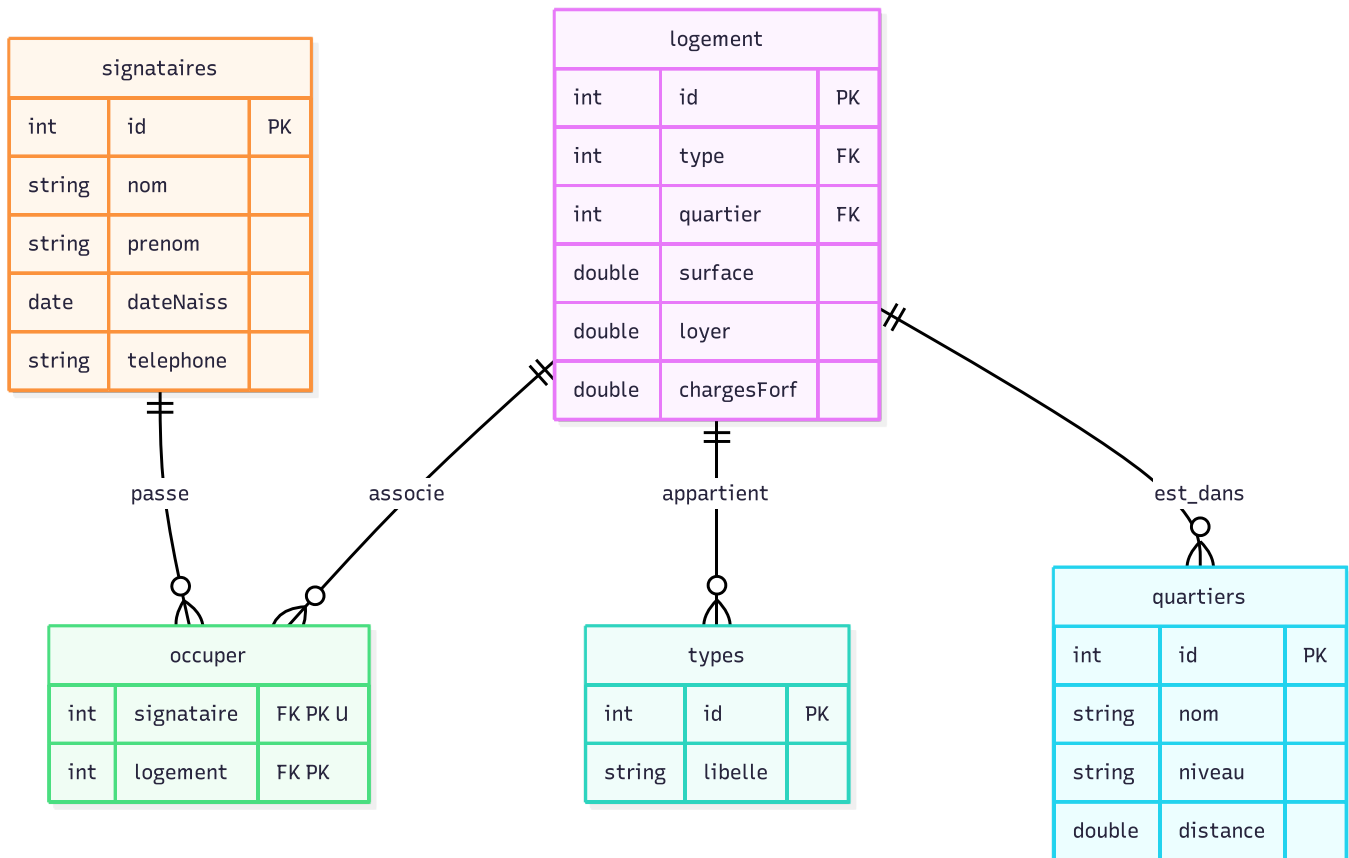 signataires
int id PK
string nom
string prenom
date dateNaiss
string telephone
logement
int id PK
int type FK
int quartier FK
double surface
double loyer
double chargesForf
passe
associe
appartient
est_dans
occuper
int signataire FK PK U
int logement FK PK
types
int id PK
string libelle
quartiers
int id PK
string nom
string niveau
double distance